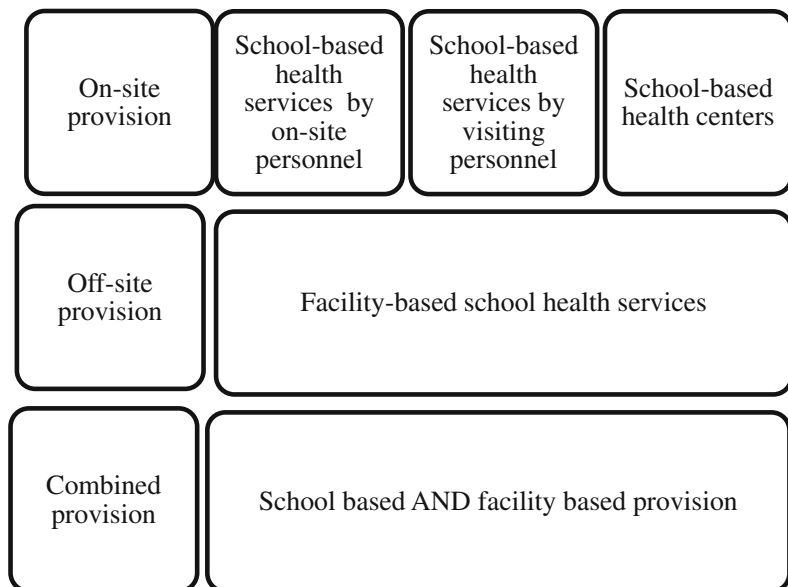 On-site
provision
School-based
health
services by
on-site
personnel
School-based
health
services by
visiting
personnel
School-based
health centers
Off-site
provision
Facility-based school health services
Combined
provision
School based AND facility based provision